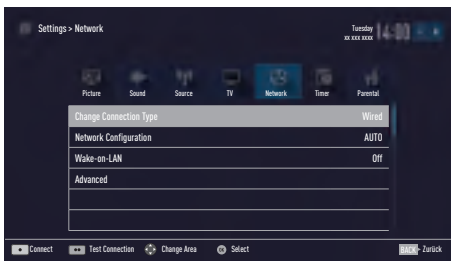 Settings > Network
Tuesday
xx xxx xxxx
14:00
Picture Sound Source TV Network Timer Parental
Change Connection Type Wired
Network Configuration AUTO
Wake-on-LAN Off
Advanced
Connect Test Connection Change Area OK Select BACK Zurück